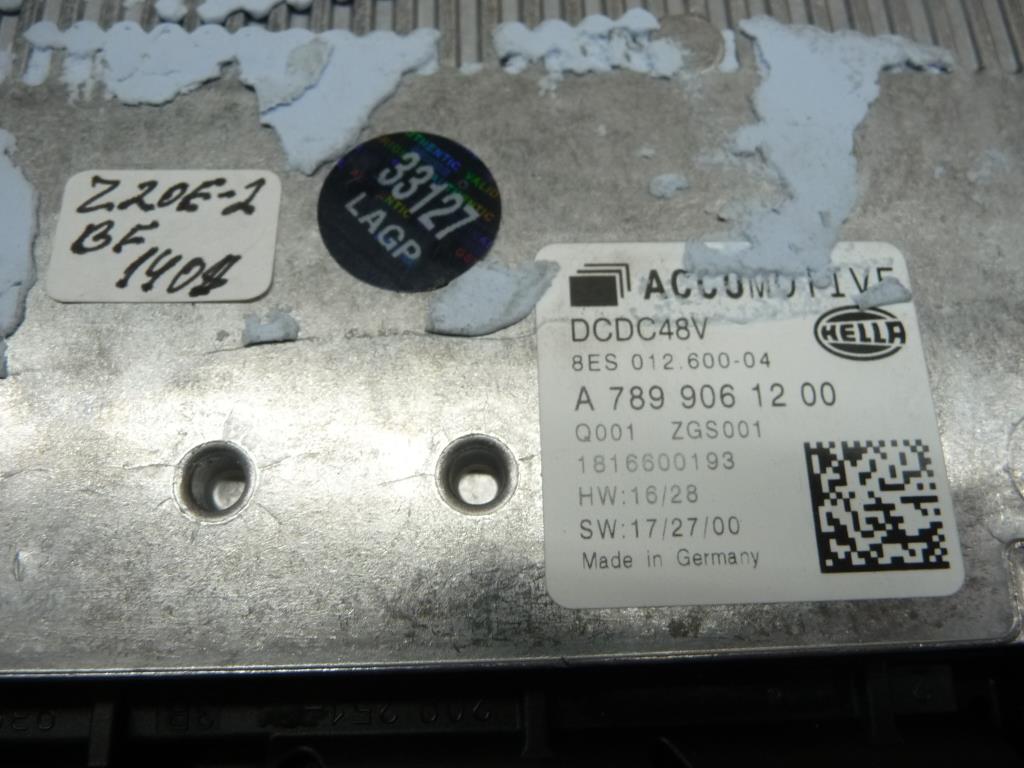 Z20E-2
BF
1408
33127
LAGP
ACCUMOTIVE
DCDC48V
HELLA
8ES 012.600-04
A 789 906 12 00
Q001 ZGS001
1816600193
HW:16/28
SW:17/27/00
Made in Germany